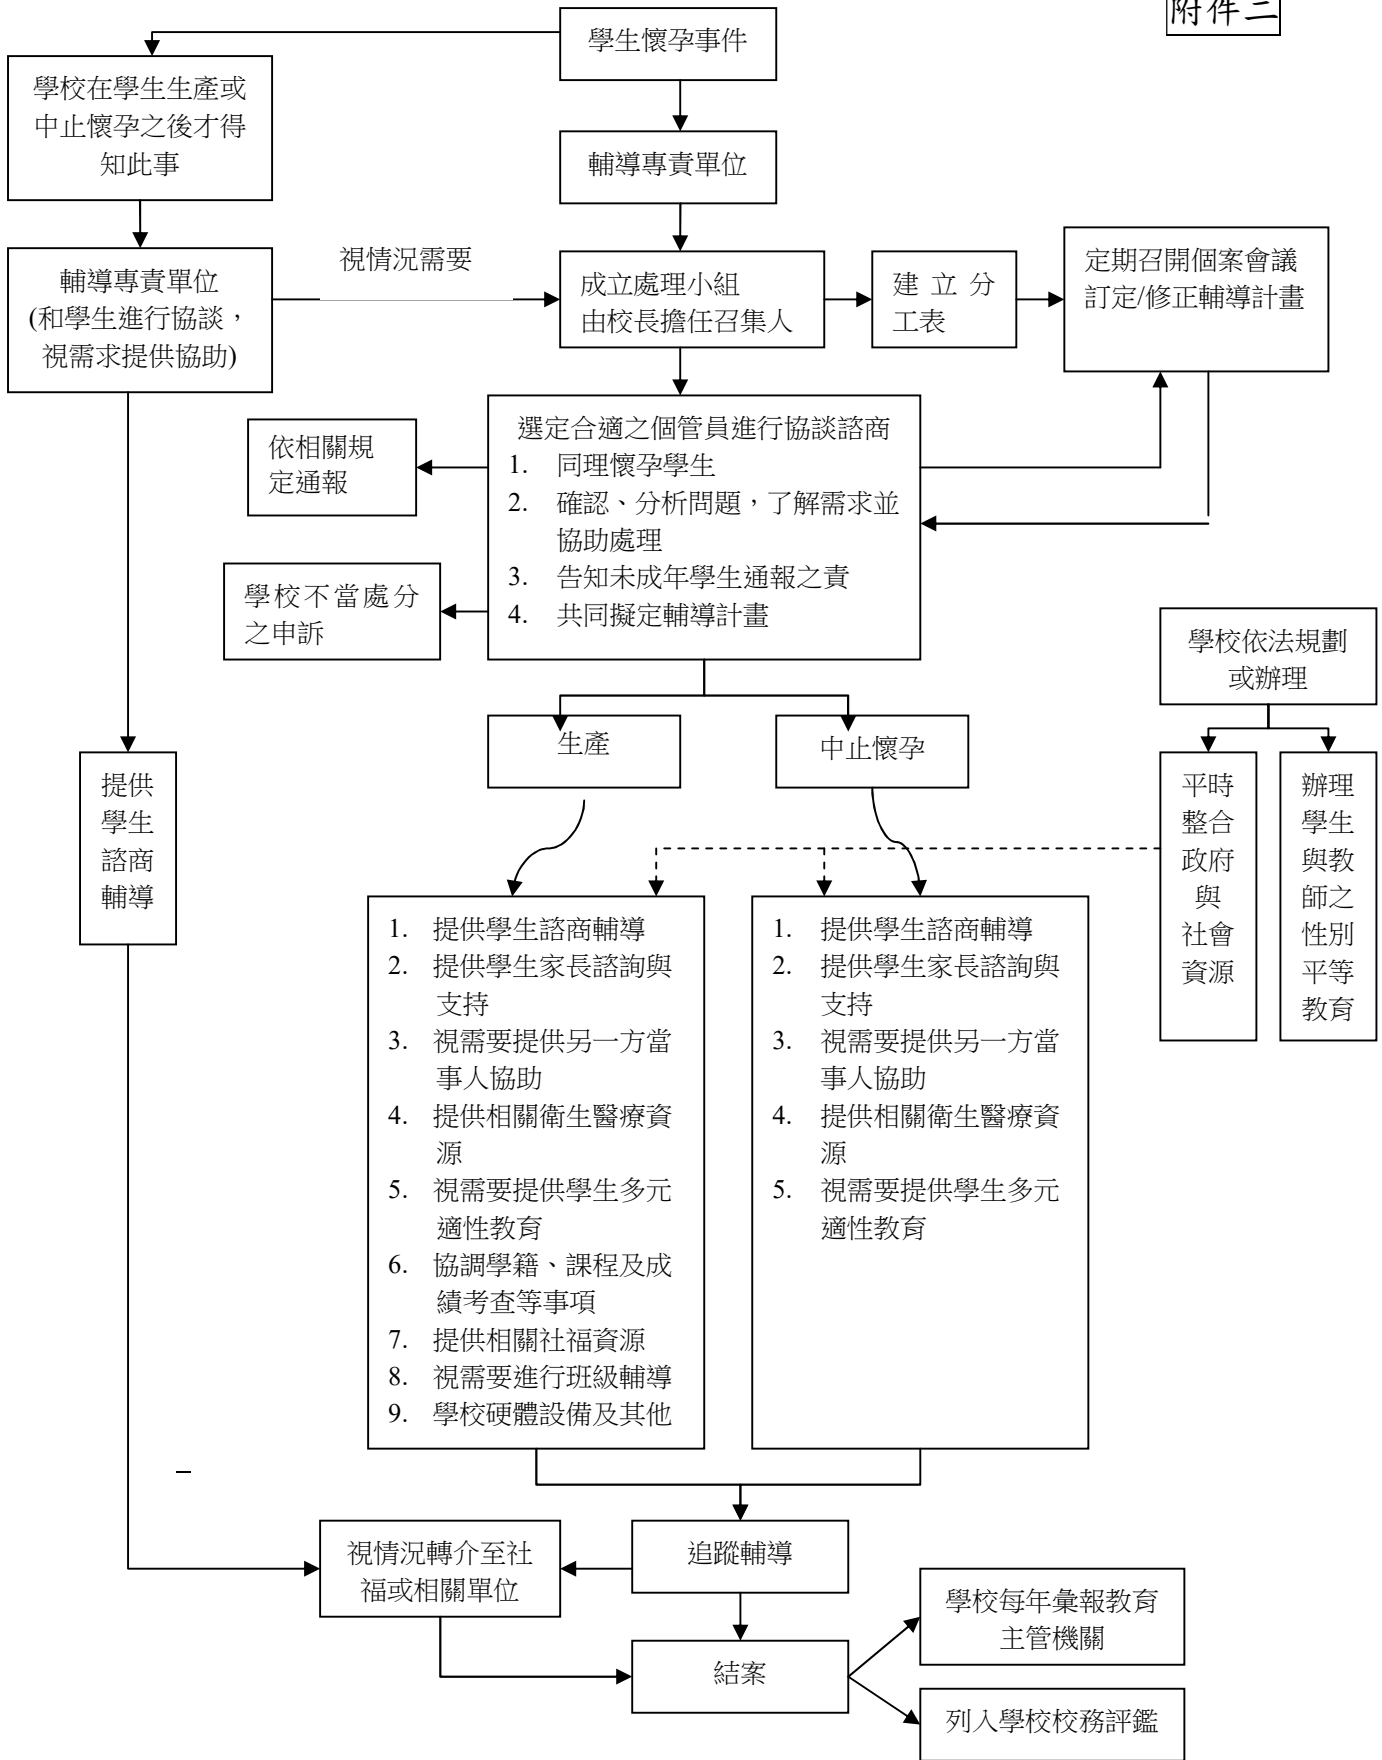 附件三
學生懷孕事件
學校在學生生產或
中止懷孕之後才得
知此事
輔導專責單位
輔導專責單位
(和學生進行協談，
視需求提供協助)
視情況需要
成立處理小組
由校長擔任召集人
建立分
工表
定期召開個案會議
訂定/修正輔導計畫
選定合適之個管員進行協談諮商
1. 同理懷孕學生
2. 確認、分析問題，了解需求並
協助處理
3. 告知未成年學生通報之責
4. 共同擬定輔導計畫
依相關規
定通報
學校不當處分
之申訴
學校依法規劃
或辦理
生產
中止懷孕
提供
學生
諮商
輔導
平時
整合
政府
與
社會
資源
辦理
學生
與教
師之
性別
平等
教育
1. 提供學生諮商輔導
2. 提供學生家長諮詢與
支持
3. 視需要提供另一方當
事人協助
4. 提供相關衛生醫療資
源
5. 視需要提供學生多元
適性教育
6. 協調學籍、課程及成
績考查等事項
7. 提供相關社福資源
8. 視需要進行班級輔導
9. 學校硬體設備及其他
1. 提供學生諮商輔導
2. 提供學生家長諮詢與
支持
3. 視需要提供另一方當
事人協助
4. 提供相關衛生醫療資
源
5. 視需要提供學生多元
適性教育
視情況轉介至社
福或相關單位
追蹤輔導
結案
學校每年彙報教育
主管機關
列入學校校務評鑑